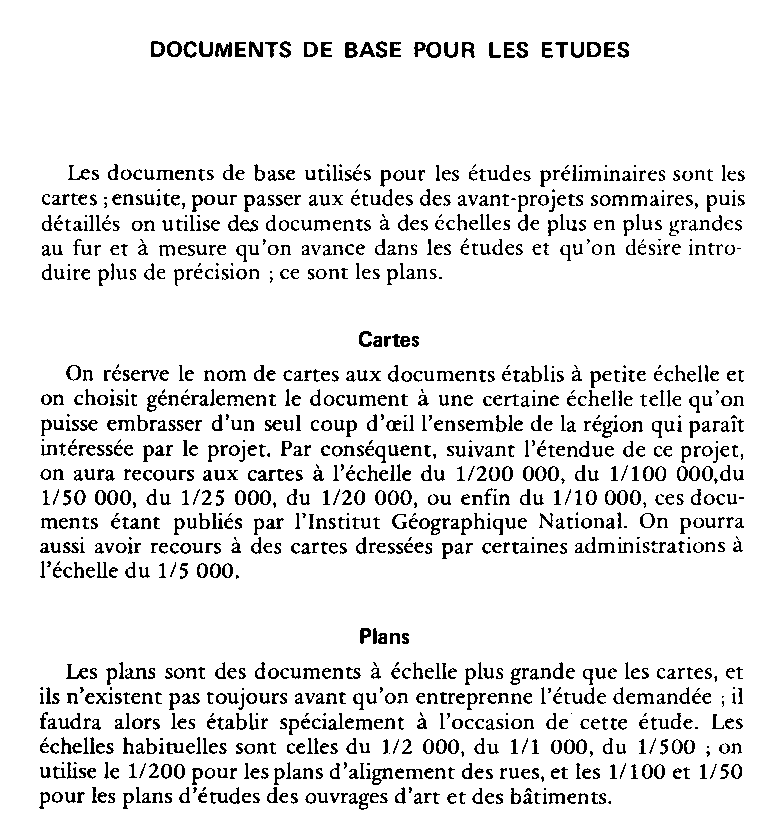 DOCUMENTS DE BASE POUR LES ETUDES
Les documents de base utilisés pour les études préliminaires sont les
cartes ; ensuite, pour passer aux études des avant-projets sommaires, puis
détaillés on utilise des documents à des échelles de plus en plus grandes
au fur et à mesure qu'on avance dans les études et qu'on désire intro-
duire plus de précision ; ce sont les plans.
Cartes
On réserve le nom de cartes aux documents établis à petite échelle et
on choisit généralement le document à une certaine échelle telle qu'on
puisse embrasser d'un seul coup d'œil l'ensemble de la région qui paraît
intéressée par le projet. Par conséquent, suivant l'étendue de ce projet,
on aura recours aux cartes à l'échelle du 1/200 000, du 1/100 000,du
1/50 000, du 1/25 000, du 1/20 000, ou enfin du 1/10 000, ces docu-
ments étant publiés par l'Institut Géographique National. On pourra
aussi avoir recours à des cartes dressées par certaines administrations à
l'échelle du 1/5 000.
Plans
Les plans sont des documents à échelle plus grande que les cartes, et
ils n'existent pas toujours avant qu'on entreprenne l'étude demandée ; il
faudra alors les établir spécialement à l'occasion de cette étude. Les
échelles habituelles sont celles du 1/2 000, du 1/1 000, du 1/500 ; on
utilise le 1/200 pour les plans d'alignement des rues, et les 1/100 et 1/50
pour les plans d'études des ouvrages d'art et des bâtiments.